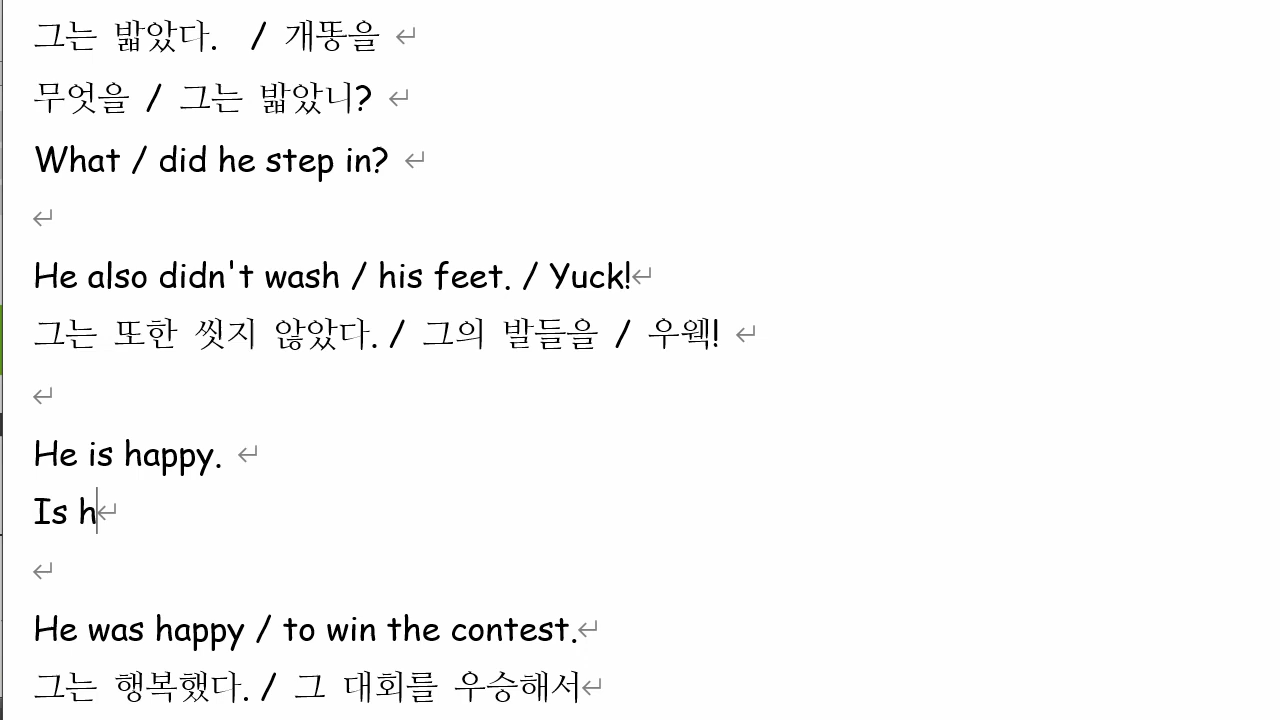 그는 밟았다. / 개똥을
무엇을 / 그는 밟았니?
What / did he step in?
He also didn't wash / his feet. / Yuck!
그는 또한 씻지 않았다. / 그의 발들을 / 우웩!
He is happy.
Is h
He was happy / to win the contest.
그는 행복했다. / 그 대회를 우승해서